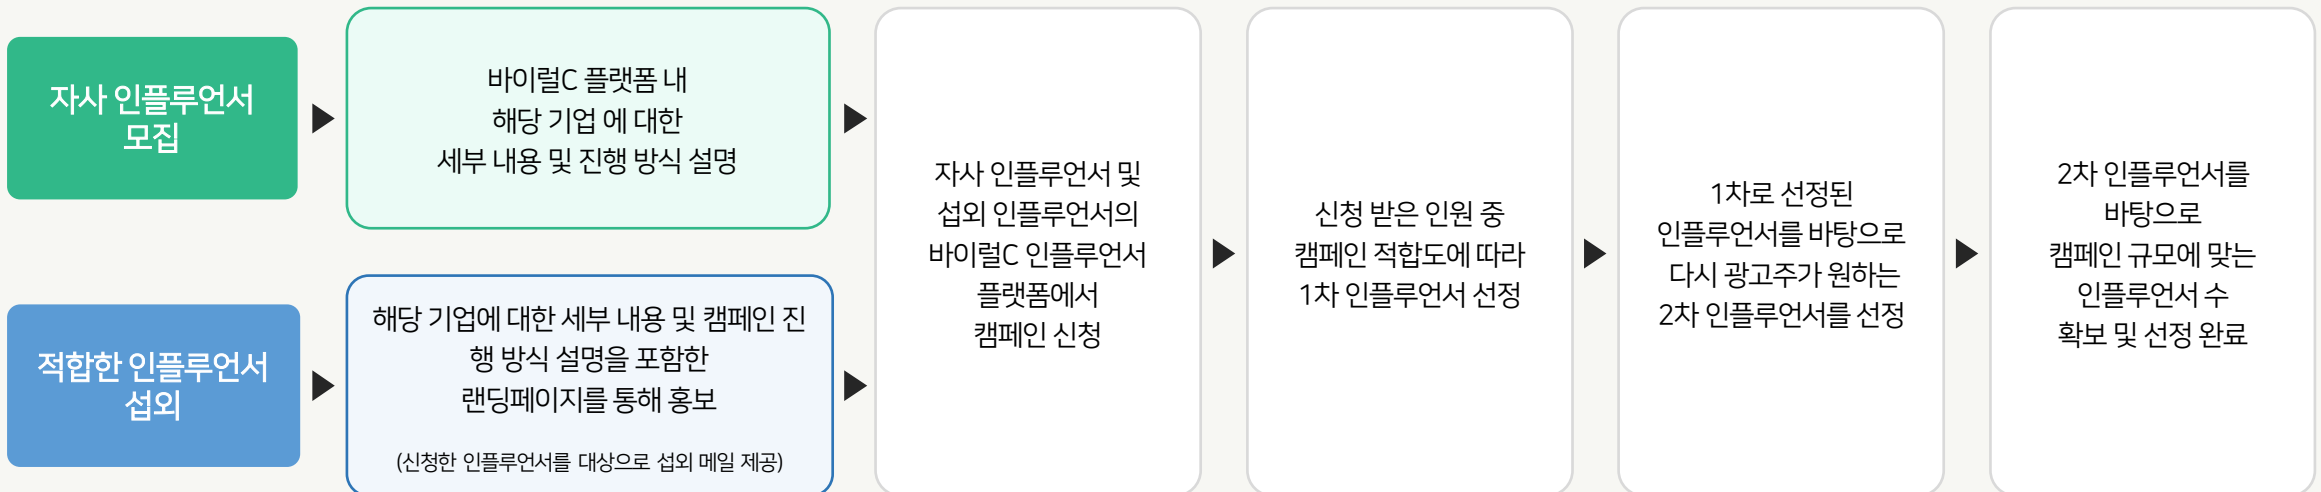 자사 인플루언서
모집
바이럴C 플랫폼 내
해당 기업 에 대한
세부 내용 및 진행 방식 설명
적합한 인플루언서
섭외
해당 기업에 대한 세부 내용 및 캠페인 진
행 방식 설명을 포함한
랜딩페이지를 통해 홍보
(신청한 인플루언서를 대상으로 섭외 메일 제공)
자사 인플루언서 및
섭외 인플루언서의
바이럴C 인플루언서
플랫폼에서
캠페인 신청
신청 받은 인원 중
캠페인 적합도에 따라
1차 인플루언서 선정
1차로 선정된
인플루언서를 바탕으로
다시 광고주가 원하는
2차 인플루언서를 선정
2차 인플루언서를
바탕으로
캠페인 규모에 맞는
인플루언서 수
확보 및 선정 완료